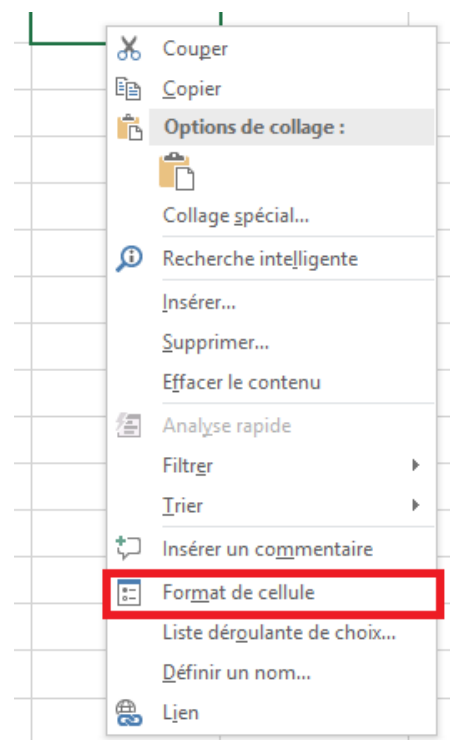 Couper
Copier
Options de collage :
Collage spécial...
Recherche intelligente
Insérer...
Supprimer...
Effacer le contenu
Analyse rapide
Filtrer
Trier
Insérer un commentaire
Format de cellule
Liste déroulante de choix...
Définir un nom...
Lien